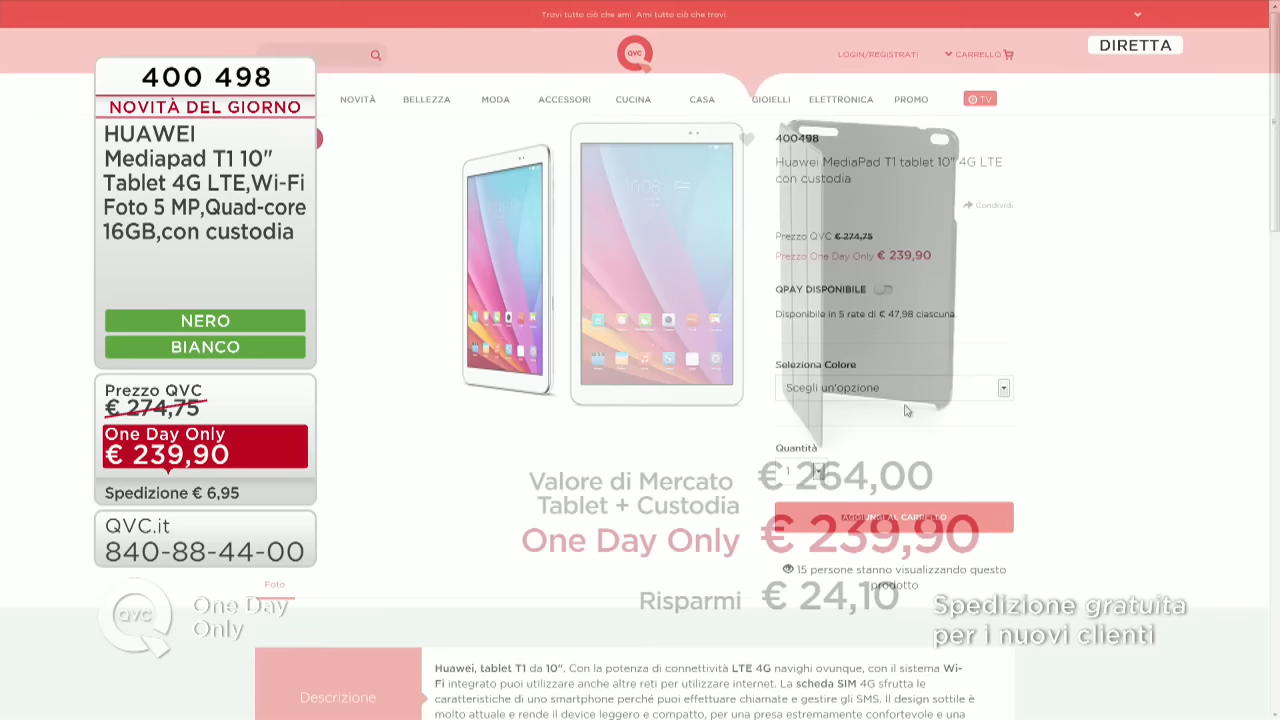 Trovi tutto ciò che ami. Ami tutto ciò che trovi.
QVC
LOGIN/REGISTRATI
CARRELLO
DIRETTA
NOVITÀ
BELLEZZA
MODA
ACCESSORI
CUCINA
CASA
GIOIELLI
ELETTRONICA
PROMO
TV
400 498
NOVITÀ DEL GIORNO
HUAWEI
Mediapad T1 10"
Tablet 4G LTE,Wi-Fi
Foto 5 MP,Quad-core
16GB,con custodia
NERO
BIANCO
Prezzo QVC
€ 274,75
One Day Only
€ 239,90
Spedizione € 6,95
QVC.it
840-88-44-00
QVC
One Day
Only
10:08
400498
Huawei MediaPad T1 tablet 10" 4G LTE
con custodia
Condividi
Prezzo QVC € 274,75
Prezzo One Day Only € 239,90
QPAY DISPONIBILE
Disponibile in 5 rate di € 47,98 ciascuna.
Seleziona Colore
Scegli un'opzione
Quantità
1
AGGIUNGI AL CARRELLO
15 persone stanno visualizzando questo
prodotto
Valore di Mercato
Tablet + Custodia
€ 264,00
One Day Only € 239,90
Risparmi € 24,10
Spedizione gratuita
per i nuovi clienti
Foto
Descrizione
Huawei, tablet T1 da 10". Con la potenza di connettività LTE 4G navighi ovunque, con il sistema Wi-
Fi integrato puoi utilizzare anche altre reti per utilizzare internet. La scheda SIM 4G sfrutta le
caratteristiche di uno smartphone perché puoi effettuare chiamate e gestire gli SMS. Il design sottile è
molto attuale e rende il device leggero e compatto, per una presa estremamente confortevole e una